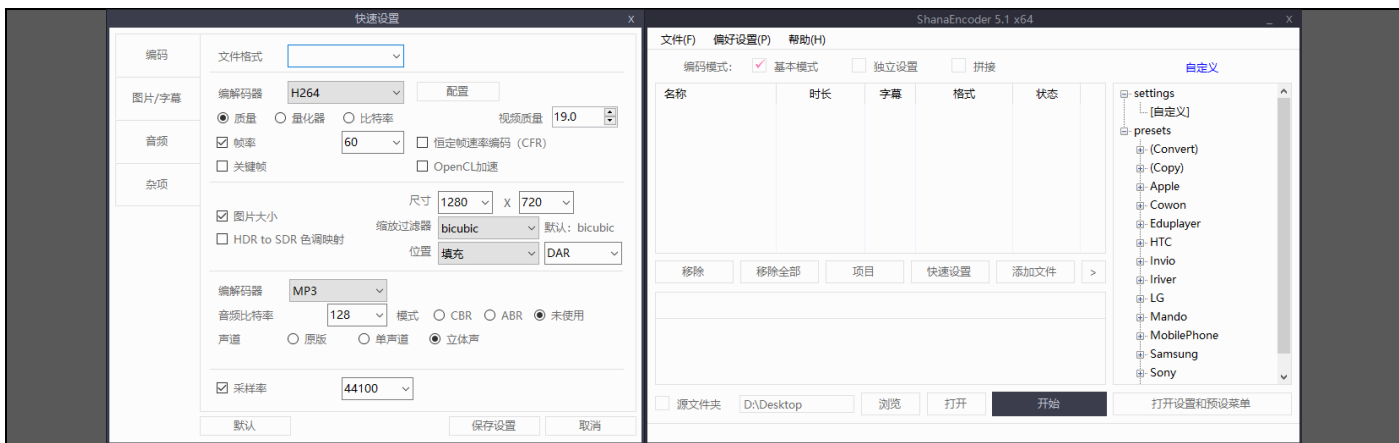 快速设置 X
编码
图片/字幕
音频
杂项
文件格式
编解码器 H264 配置
质量 量化器 比特率 视频质量 19.0
帧率 60 恒定帧速率编码（CFR）
关键帧 OpenCL加速
尺寸 1280 X 720
图片大小
缩放过滤器 bicubic 默认：bicubic
HDR to SDR 色调映射
位置 填充 DAR
编解码器 MP3
音频比特率 128 模式 CBR ABR 未使用
声道 原版 单声道 立体声
采样率 44100
默认 保存设置 取消
ShanaEncoder 5.1 x64 _ X
文件(F) 偏好设置(P) 帮助(H)
编码模式： 基本模式 独立设置 拼接 自定义
名称 时长 字幕 格式 状态
移除 移除全部 项目 快速设置 添加文件 >
settings
[自定义]
presets
(Convert)
(Copy)
Apple
Cowon
Eduplayer
HTC
Invio
Iriver
LG
Mando
MobilePhone
Samsung
Sony
源文件夹 D:\Desktop 浏览 打开 开始 打开设置和预设菜单